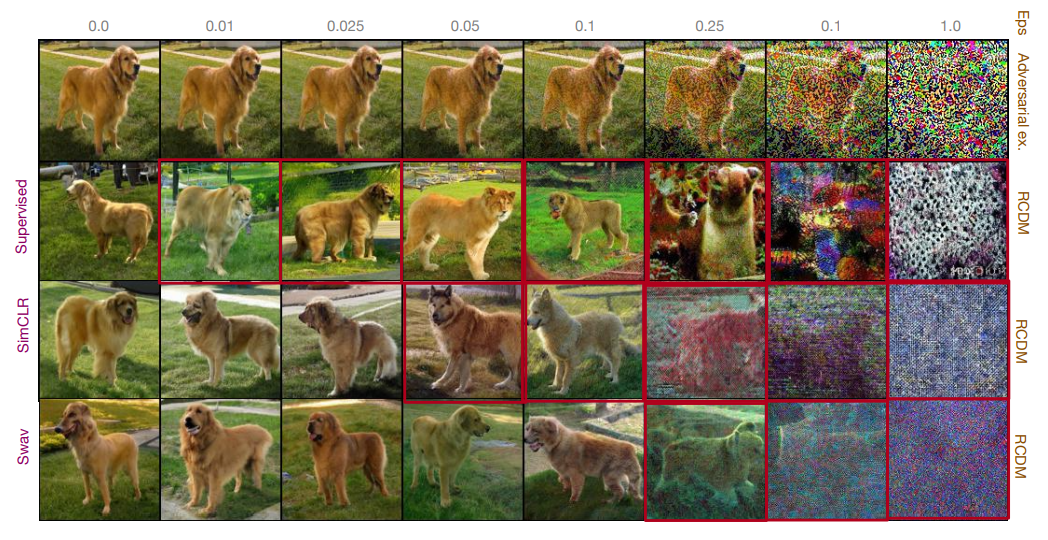 0.0 0.01 0.025 0.05 0.1 0.25 0.1 1.0 Eps
Adversarial ex.
Supervised RCDM
SimCLR RCDM
Swav RCDM